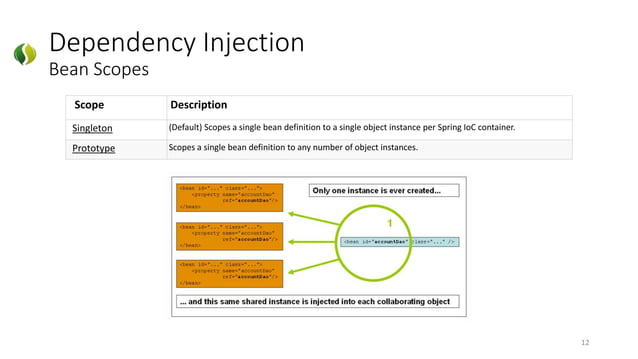 Dependency Injection
Bean Scopes
Scope Description
Singleton (Default) Scopes a single bean definition to a single object instance per Spring IoC container.
Prototype Scopes a single bean definition to any number of object instances.
<bean id="..." class="...">
<property name="accountDao"
ref="accountDao"/>
</bean>
Only one instance is ever created...
1
<bean id="..." class="...">
<property name="accountDao"
ref="accountDao"/>
</bean>
<bean id="accountDao" class="..." />
<bean id="..." class="...">
<property name="accountDao"
ref="accountDao"/>
</bean>
... and this same shared instance is injected into each collaborating object
12